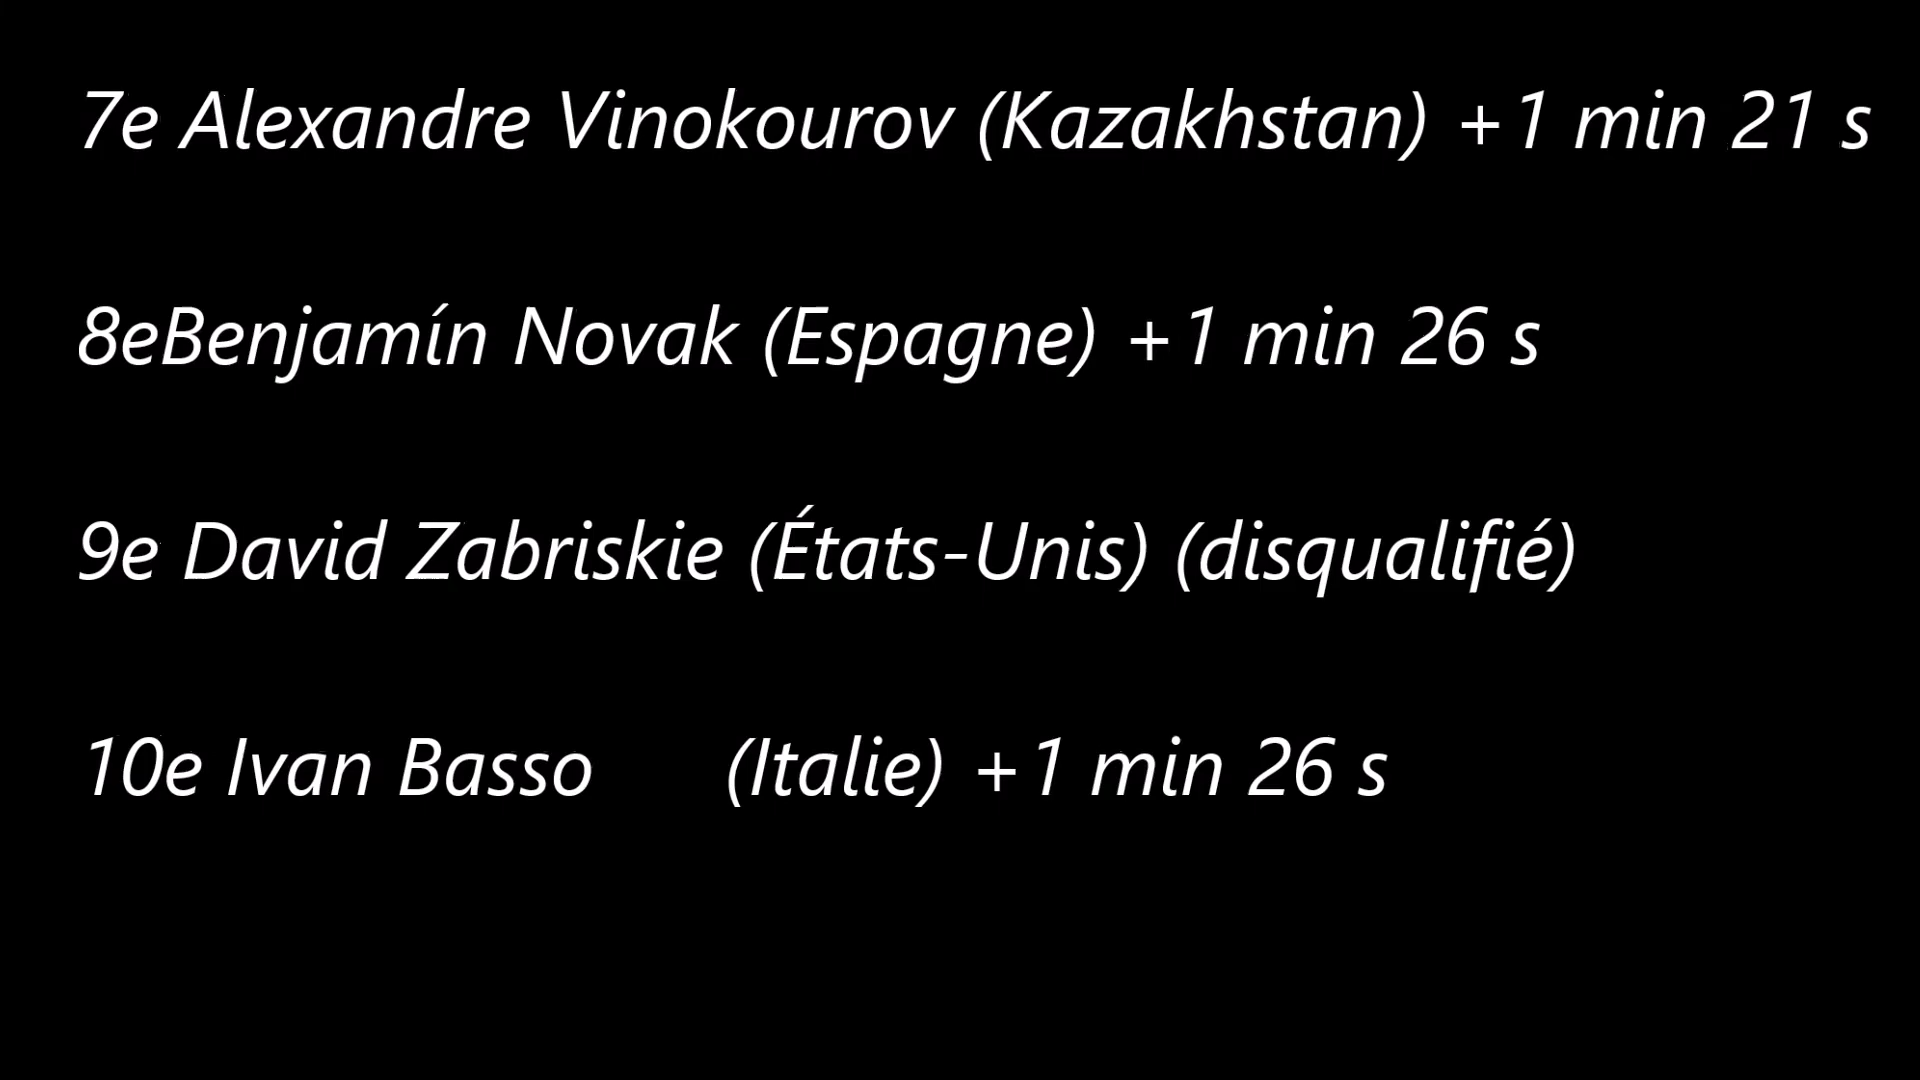 7e Alexandre Vinokourov (Kazakhstan) +1 min 21 s
8eBenjamín Novak (Espagne) +1 min 26 s
9e David Zabriskie (États-Unis) (disqualifié)
10e Ivan Basso (Italie) +1 min 26 s